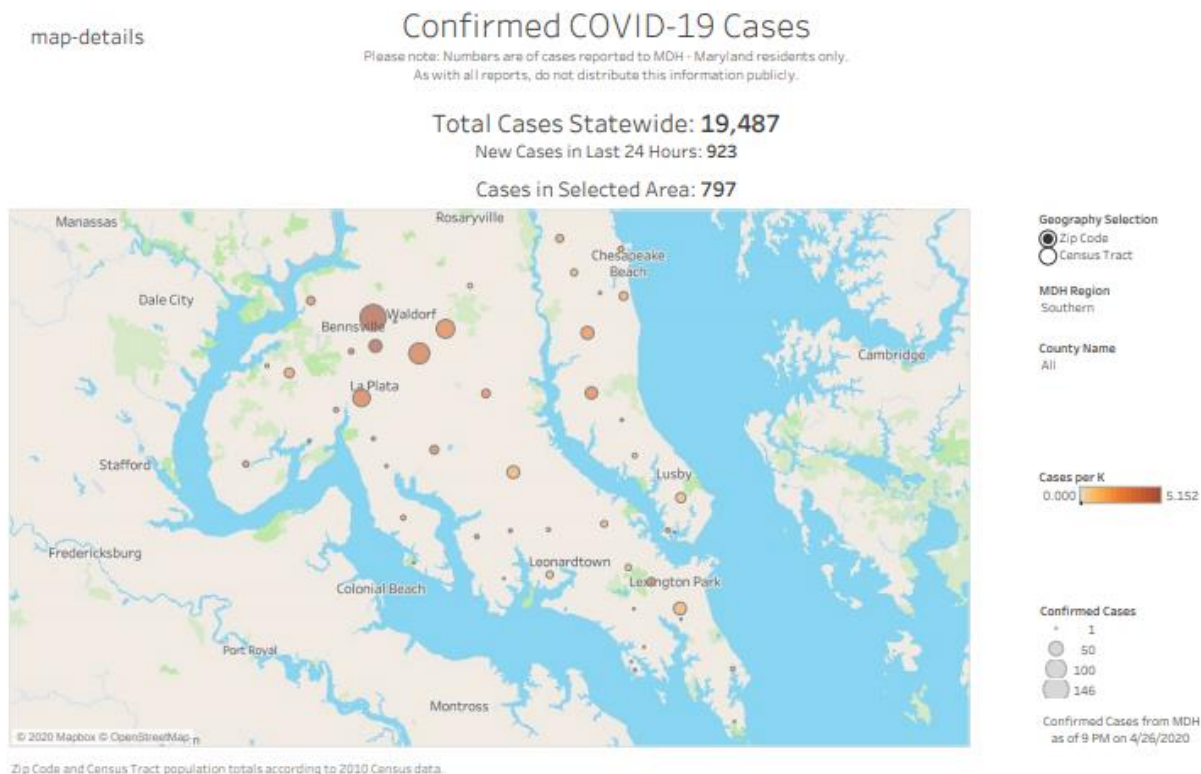 map-details
Confirmed COVID-19 Cases
Please note: Numbers are of cases reported to MDH - Maryland residents only.
As with all reports, do not distribute this information publicly.
Total Cases Statewide: 19,487
New Cases in Last 24 Hours: 923
Cases in Selected Area: 797
Manassas
Rosaryville
Chesapeake
Beach
Dale City
Waldorf
Bennsville
Cambridge
La Plata
Stafford
Lusby
Fredericksburg
Leonardtown
Colonial Beach
Lexington Park
Port Royal
Montross
© 2020 Mapbox © OpenStreetMap
Geography Selection
Zip Code
Census Tract
MDH Region
Southern
County Name
All
Cases per K
0.000 5.152
Confirmed Cases
1
50
100
146
Confirmed Cases from MDH
as of 9 PM on 4/26/2020
Zip Code and Census Tract population totals according to 2010 Census data.